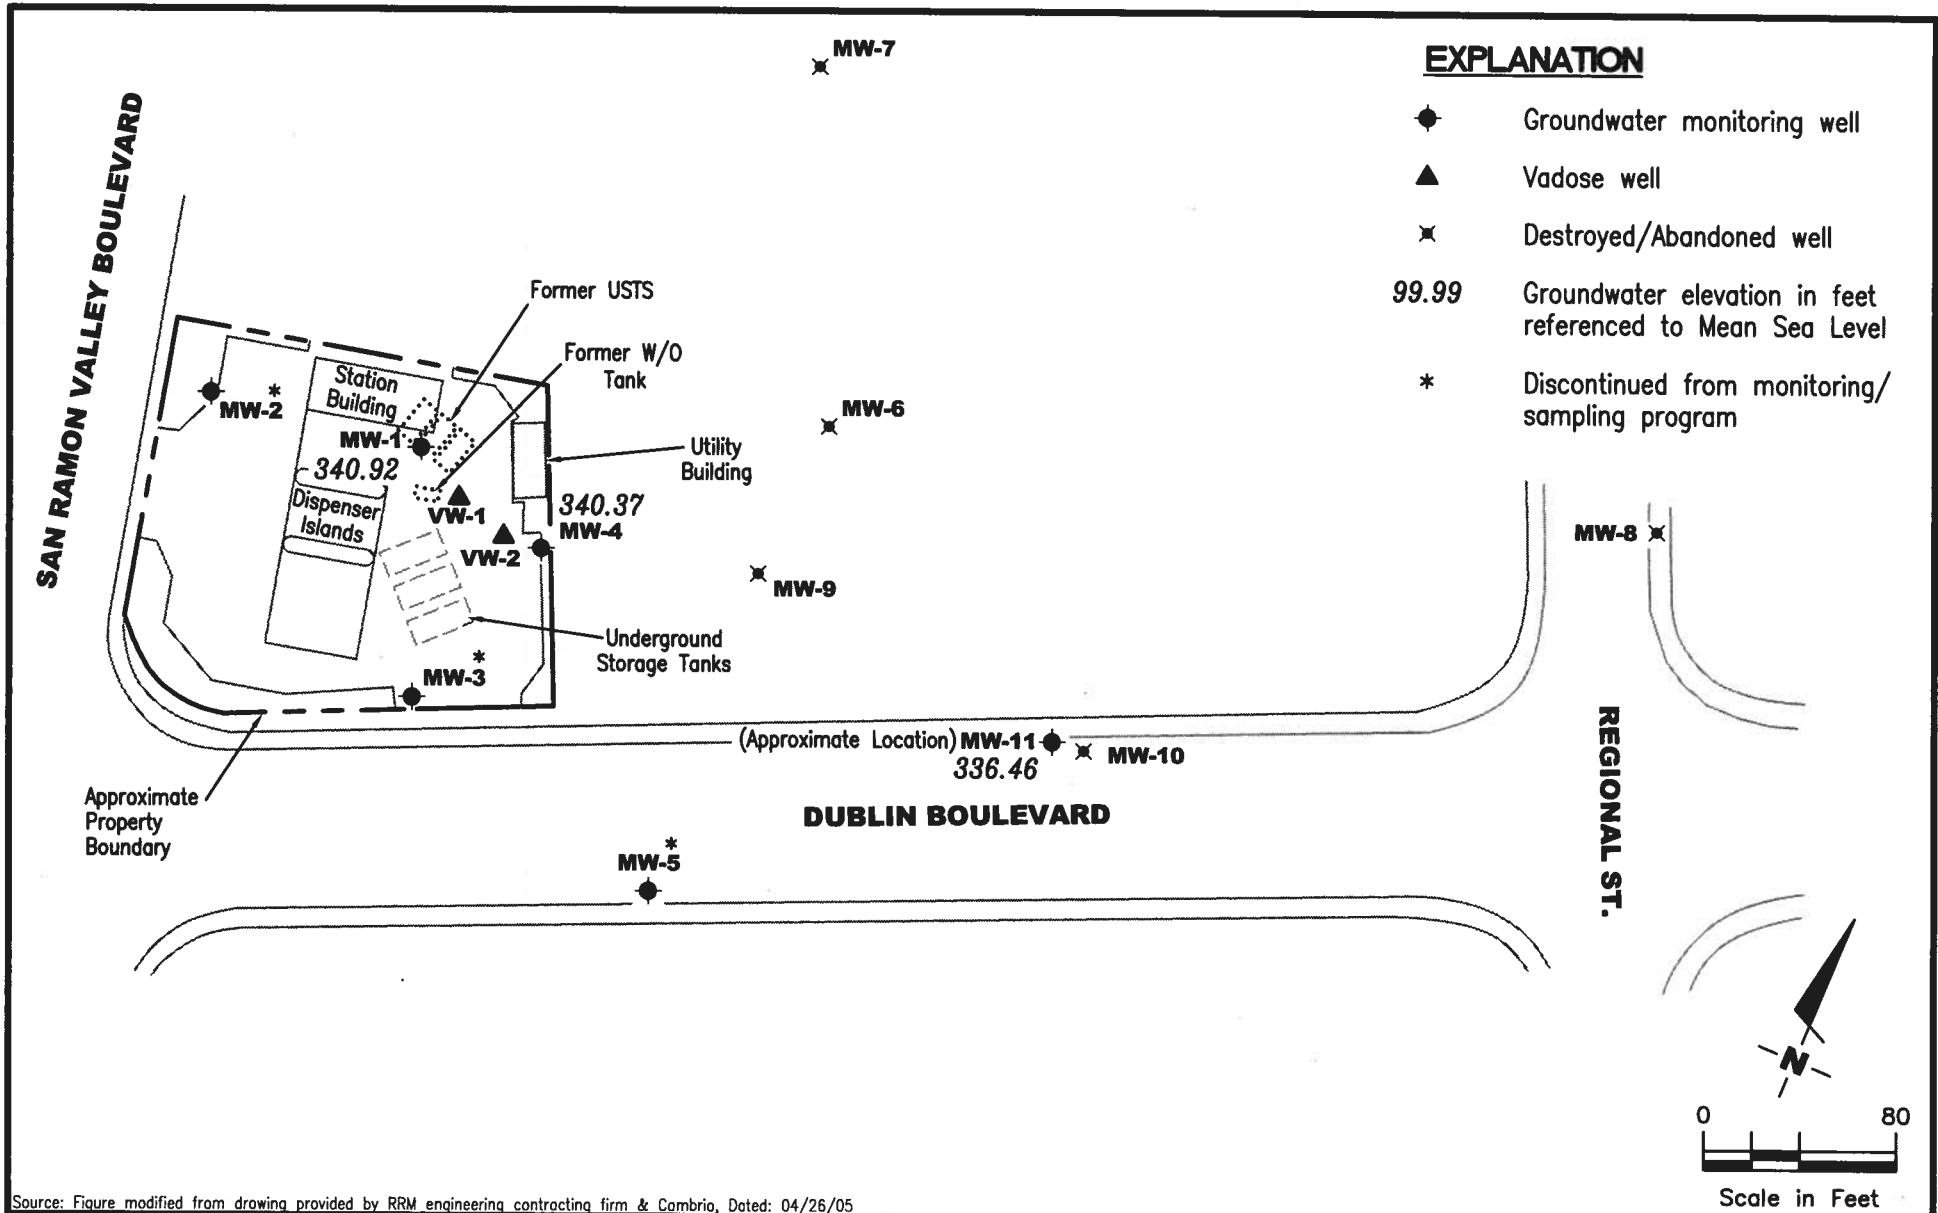 MW-7
EXPLANATION
Groundwater monitoring well
Vadose well
Destroyed/Abandoned well
99.99
Groundwater elevation in feet
referenced to Mean Sea Level
*
Discontinued from monitoring/
sampling program
SAN RAMON VALLEY BOULEVARD
Former USTS
Former W/O
Tank
Station
Building
*
MW-2
MW-6
MW-1
340.92
Utility
Building
Dispenser
Islands
VW-1
340.37
MW-4
VW-2
MW-8
MW-9
Underground
Storage Tanks
*
MW-3
(Approximate Location) MW-11
336.46
MW-10
REGIONAL ST.
Approximate
Property
Boundary
DUBLIN BOULEVARD
*
MW-5
N
0 80
Scale in Feet
Source: Figure modified from drawing provided by RRM engineering contracting firm & Cambria, Dated: 04/26/05